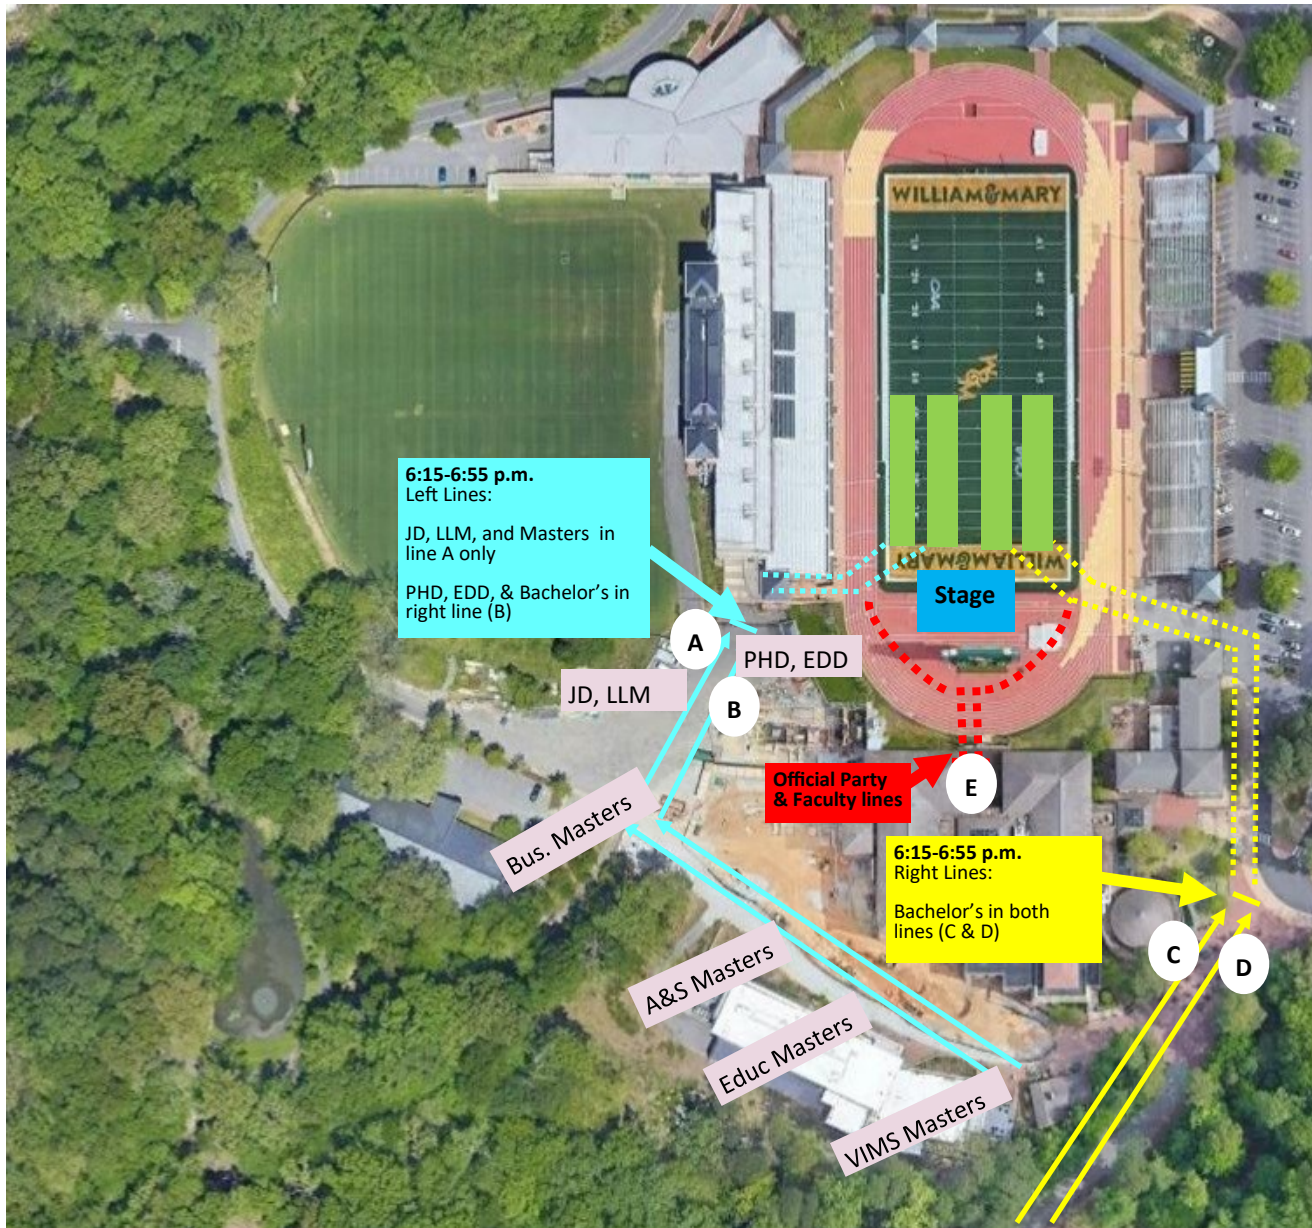 WILLIAM&MARY
W&M
6:15-6:55 p.m.
Left Lines:
JD, LLM, and Masters in
line A only
PHD, EDD, & Bachelor's in
right line (B)
WILLIAM&MARY
Stage
A
PHD, EDD
JD, LLM
B
Official Party
& Faculty lines
E
Bus. Masters
6:15-6:55 p.m.
Right Lines:
Bachelor's in both
lines (C & D)
C
D
A&S Masters
Educ Masters
VIMS Masters